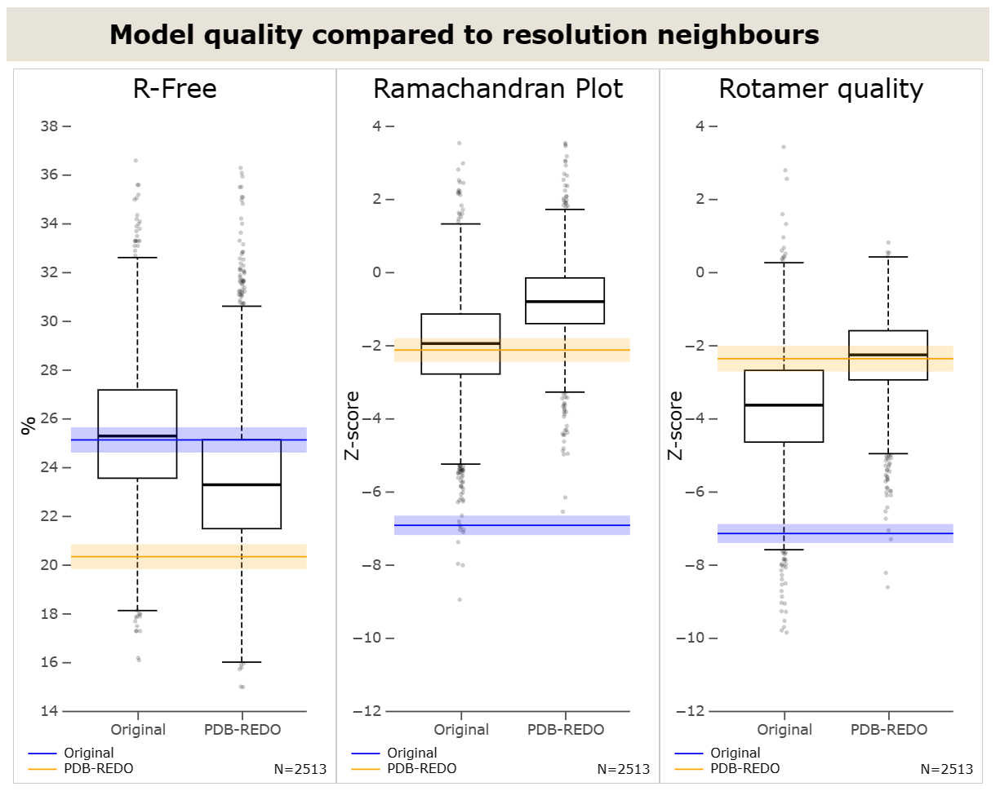 Model quality compared to resolution neighbours
R-Free
38
36
34
32
30
28
26
24
22
20
18
16
14
%
Original PDB-REDO
Original
PDB-REDO N=2513
Ramachandran Plot
4
2
0
−2
−4
−6
−8
−10
−12
Z-score
Original PDB-REDO
Original
PDB-REDO N=2513
Rotamer quality
4
2
0
−2
−4
−6
−8
−10
−12
Z-score
Original PDB-REDO
Original
PDB-REDO N=2513